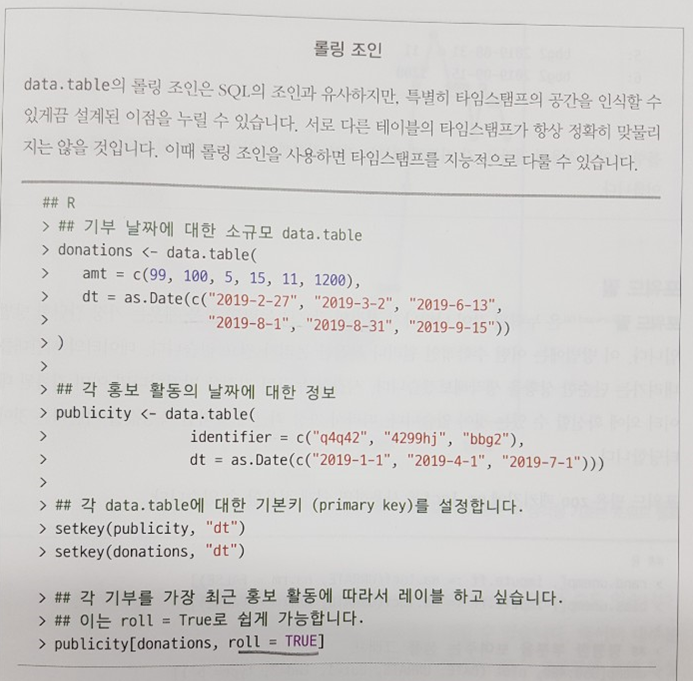 롤링 조인
data.table의 롤링 조인은 SQL의 조인과 유사하지만, 특별히 타임스탬프의 공간을 인식할 수
있게끔 설계된 이점을 누릴 수 있습니다. 서로 다른 테이블의 타임스탬프가 항상 정확히 맞물리
지는 않을 것입니다. 이때 롤링 조인을 사용하면 타임스탬프를 지능적으로 다룰 수 있습니다.
## R
> ## 기부 날짜에 대한 소규모 data.table
> donations <- data.table(
>    amt = c(99, 100, 5, 15, 11, 1200),
>    dt = as.Date(c("2019-2-27", "2019-3-2", "2019-6-13",
>                   "2019-8-1", "2019-8-31", "2019-9-15"))
> )
>
> ## 각 홍보 활동의 날짜에 대한 정보
> publicity <- data.table(
>                 identifier = c("q4q42", "4299hj", "bbg2"),
>                 dt = as.Date(c("2019-1-1", "2019-4-1", "2019-7-1")))
>
> ## 각 data.table에 대한 기본키 (primary key)를 설정합니다.
> setkey(publicity, "dt")
> setkey(donations, "dt")
> ## 각 기부를 가장 최근 홍보 활동에 따라서 레이블 하고 싶습니다.
> ## 이는 roll = True로 쉽게 가능합니다.
> publicity[donations, roll = TRUE]